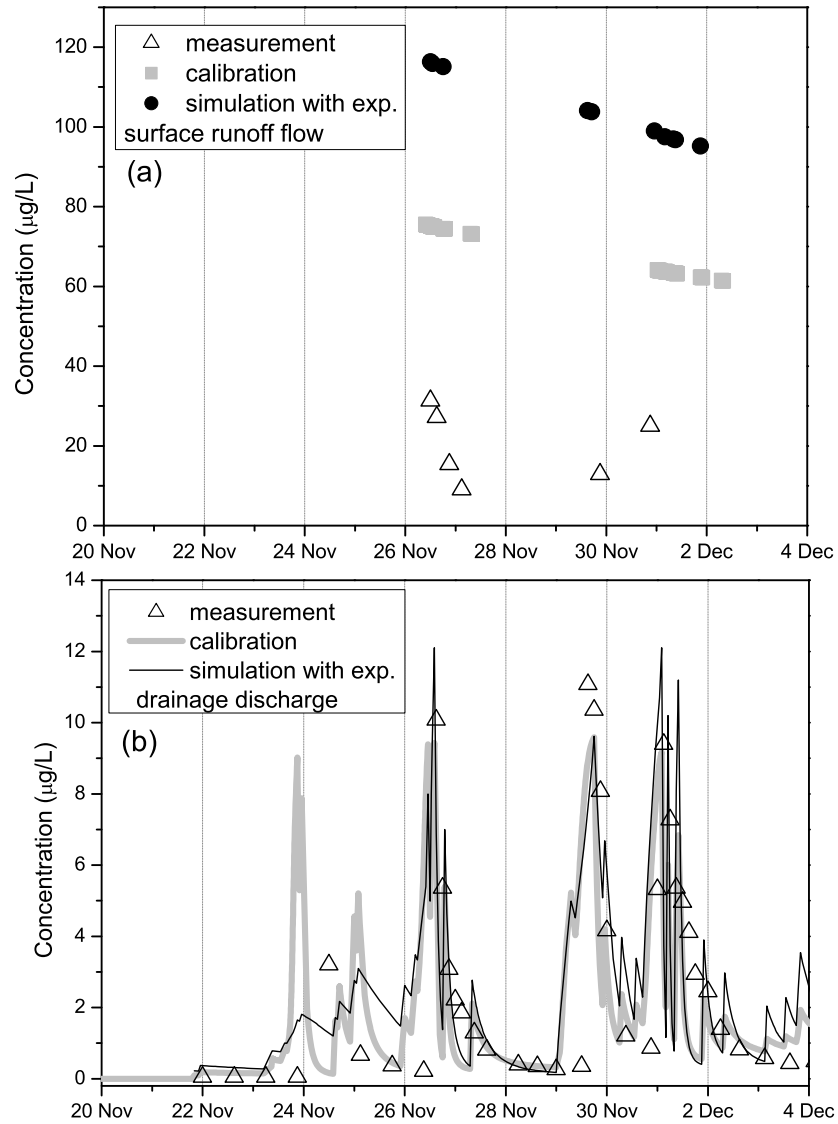 120
100
80
60
40
20
0
Concentration (µg/L)
measurement
calibration
simulation with exp.
surface runoff flow
(a)
20 Nov 22 Nov 24 Nov 26 Nov 28 Nov 30 Nov 2 Dec 4 Dec
14
12
10
8
6
4
2
0
Concentration (µg/L)
measurement
calibration
simulation with exp.
drainage discharge
(b)
20 Nov 22 Nov 24 Nov 26 Nov 28 Nov 30 Nov 2 Dec 4 Dec